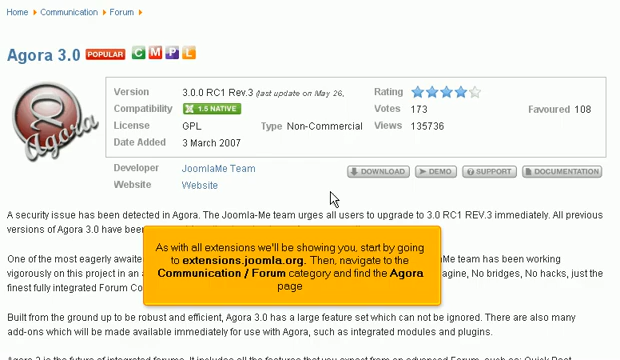 Home Communication Forum
Agora 3.0 POPULAR C M P L
Version 3.0.0 RC1 Rev.3 (last update on May 26,
Rating
Compatibility 1.5 NATIVE
Votes 173
Favoured 108
License GPL Type Non-Commercial
Views 135736
Date Added 3 March 2007
Agora
Developer JoomlaMe Team
Website Website
DOWNLOAD DEMO SUPPORT DOCUMENTATION
A security issue has been detected in Agora. The Joomla-Me team urges all users to upgrade to 3.0 RC1 REV.3 immediately. All previous
versions of Agora 3.0 have been
One of the most eagerly awaite Me team has been working
vigorously on this project in an a agine, No bridges, No hacks, just the
finest fully integrated Forum Co
As with all extensions we'll be showing you, start by going
to extensions.joomla.org. Then, navigate to the
Communication / Forum category and find the Agora
page
Built from the ground up to be robust and efficient, Agora 3.0 has a large feature set which can not be ignored. There are also many
add-ons which will be made available immediately for use with Agora, such as integrated modules and plugins.